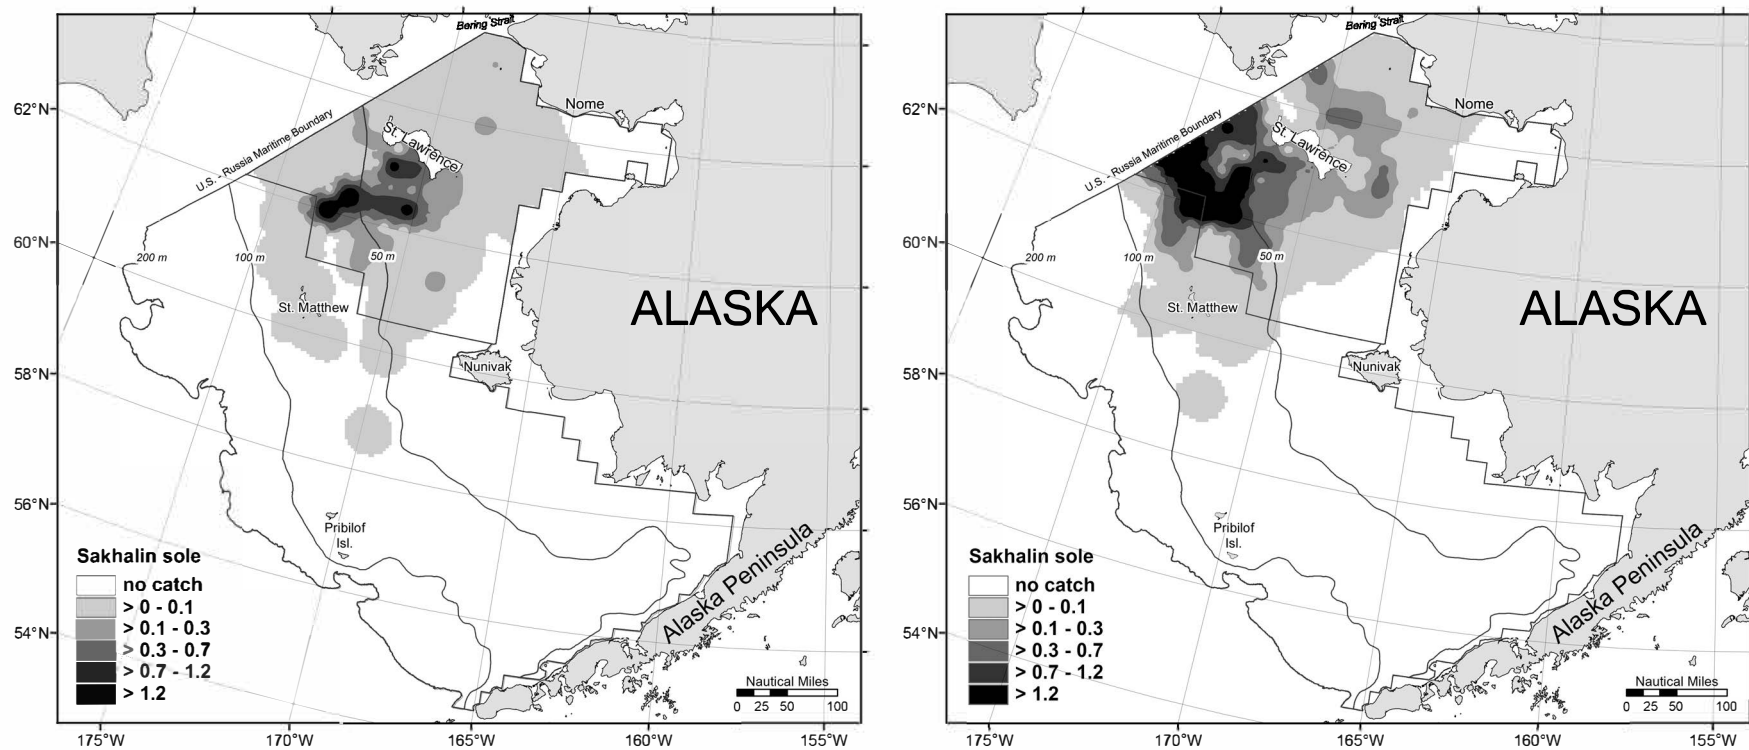 Bering Strait
62°N
Nome
U.S. - Russia Maritime Boundary
St. Lawrence
60°N
200 m
100 m
50 m
St. Matthew
ALASKA
58°N
Nunivak
56°N
Pribilof
Isl.
54°N
Alaska Peninsula
Sakhalin sole
no catch
> 0 - 0.1
> 0.1 - 0.3
> 0.3 - 0.7
> 0.7 - 1.2
> 1.2
Nautical Miles
0 25 50 100
175°W 170°W 165°W 160°W 155°W
Bering Strait
62°N
Nome
U.S. - Russia Maritime Boundary
St. Lawrence
60°N
200 m
100 m
50 m
St. Matthew
ALASKA
58°N
Nunivak
56°N
Pribilof
Isl.
54°N
Alaska Peninsula
Sakhalin sole
no catch
> 0 - 0.1
> 0.1 - 0.3
> 0.3 - 0.7
> 0.7 - 1.2
> 1.2
Nautical Miles
0 25 50 100
175°W 170°W 165°W 160°W 155°W